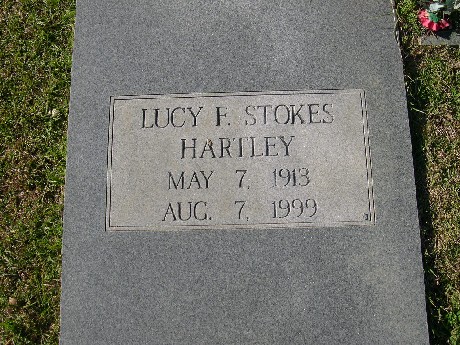 LUCY F. STOKES
HARTLEY
MAY 7, 1913
AUG. 7, 1999